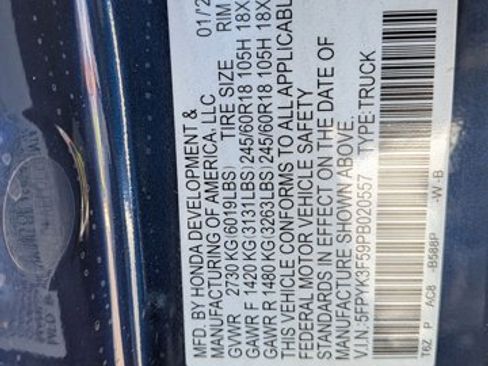 MFD. BY HONDA DEVELOPMENT &
MANUFACTURING OF AMERICA, LLC 01/2
GVWR 2730 KG(6019LBS) TIRE SIZE RIM
GAWR F 1420 KG(3131LBS)245/60R18 105H 18X
GAWR R 1480 KG(3263LBS)245/60R18 105H 18X
THIS VEHICLE CONFORMS TO ALL APPLICABLE
FEDERAL MOTOR VEHICLE SAFETY
STANDARDS IN EFFECT ON THE DATE OF
MANUFACTURE SHOWN ABOVE.
V.I.N: 5FPYK3F59PB020557 TYPE:TRUCK
T6Z P AC8 -B588P -W -B